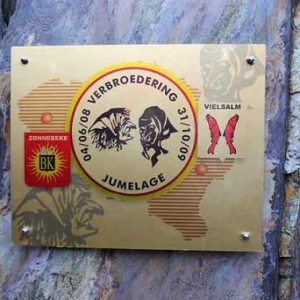 04/06/08 VERBROEDERING 31/10/09
JUMELAGE
VIELSALM
ZONNEBEKE
BK